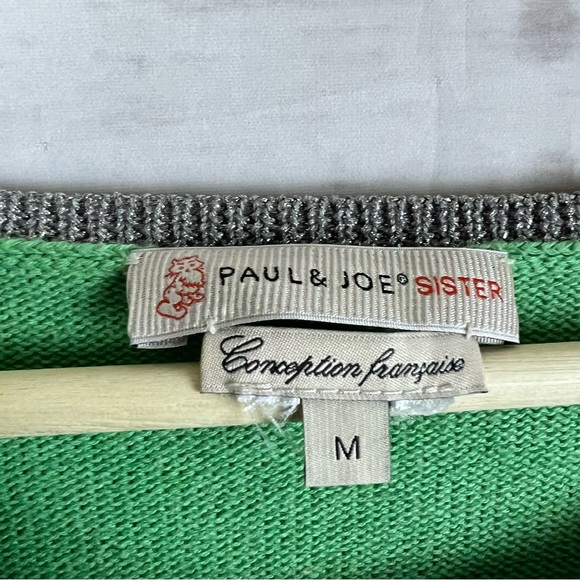 PAUL & JOE® SISTER
Conception française
M